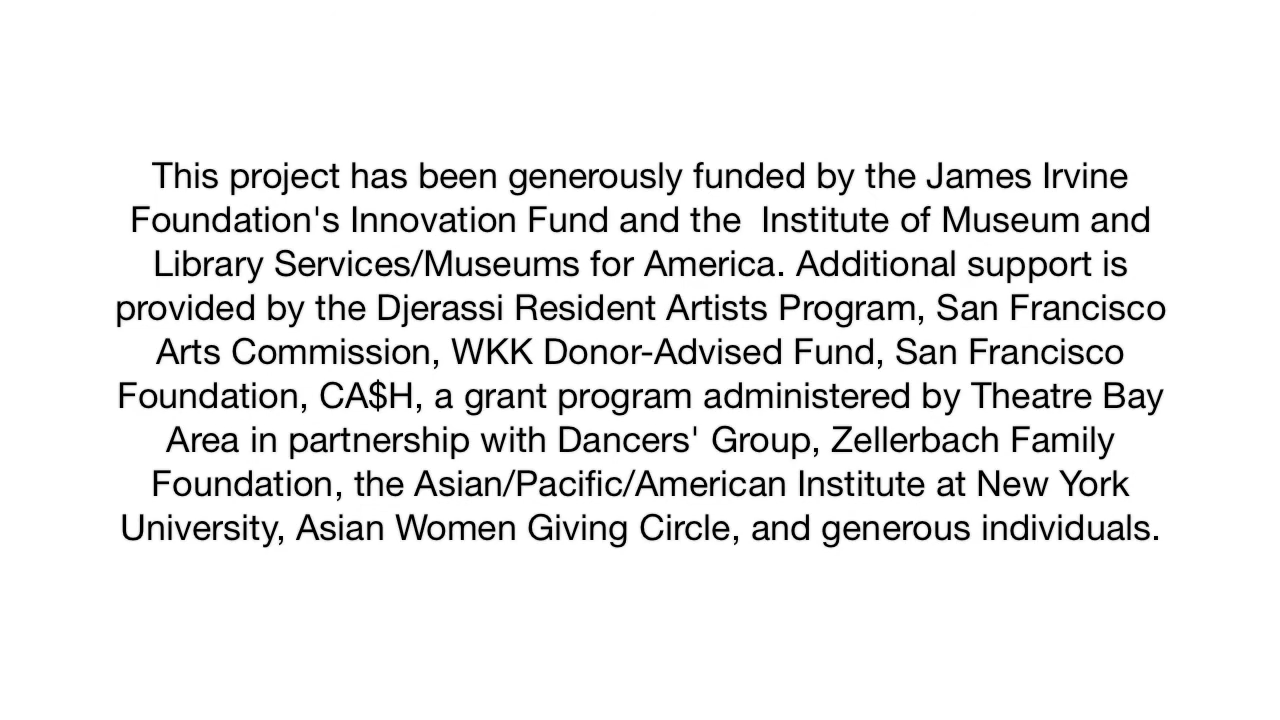 This project has been generously funded by the James Irvine
Foundation's Innovation Fund and the  Institute of Museum and
Library Services/Museums for America. Additional support is
provided by the Djerassi Resident Artists Program, San Francisco
Arts Commission, WKK Donor-Advised Fund, San Francisco
Foundation, CA$H, a grant program administered by Theatre Bay
Area in partnership with Dancers' Group, Zellerbach Family
Foundation, the Asian/Pacific/American Institute at New York
University, Asian Women Giving Circle, and generous individuals.